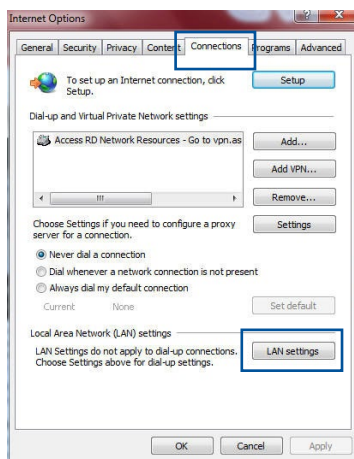 Internet Options
General Security Privacy Content Connections Programs Advanced
To set up an Internet connection, click
Setup.
Setup
Dial-up and Virtual Private Network settings
Access RD Network Resources - Go to vpn.as
Add...
Add VPN...
Remove...
Choose Settings if you need to configure a proxy
server for a connection.
Settings
Never dial a connection
Dial whenever a network connection is not present
Always dial my default connection
Current None
Set default
Local Area Network (LAN) settings
LAN Settings do not apply to dial-up connections.
Choose Settings above for dial-up settings.
LAN settings
OK Cancel Apply